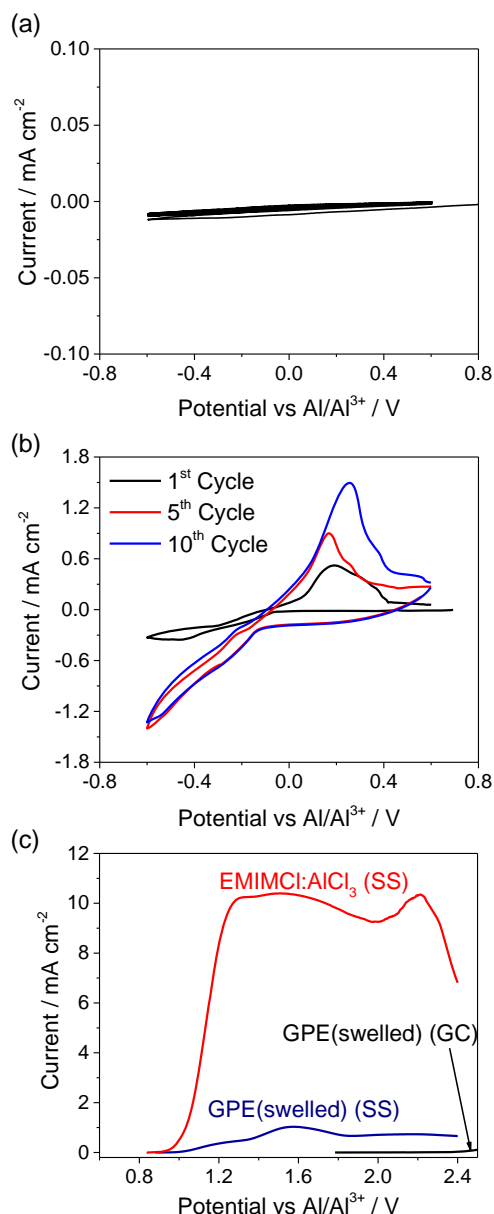 (a)
0.10
0.05
0.00
-0.05
-0.10
Currrent / mA cm-2
-0.8 -0.4 0.0 0.4 0.8
Potential vs Al/Al3+ / V
(b)
1.8
1.2
0.6
0.0
-0.6
-1.2
-1.8
Current / mA cm-2
1st Cycle
5th Cycle
10th Cycle
-0.8 -0.4 0.0 0.4 0.8
Potential vs Al/Al3+ / V
(c)
12
10
8
6
4
2
0
Current / mA cm-2
EMIMCl:AlCl3 (SS)
GPE(swelled) (GC)
GPE(swelled) (SS)
0.8 1.2 1.6 2.0 2.4
Potential vs Al/Al3+ / V